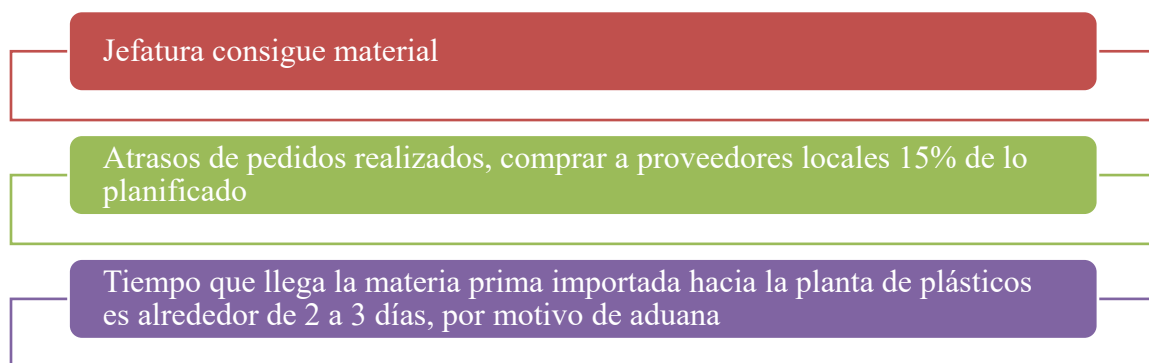 Jefatura consigue material
Atrasos de pedidos realizados, comprar a proveedores locales 15% de lo
planificado
Tiempo que llega la materia prima importada hacia la planta de plásticos
es alrededor de 2 a 3 días, por motivo de aduana